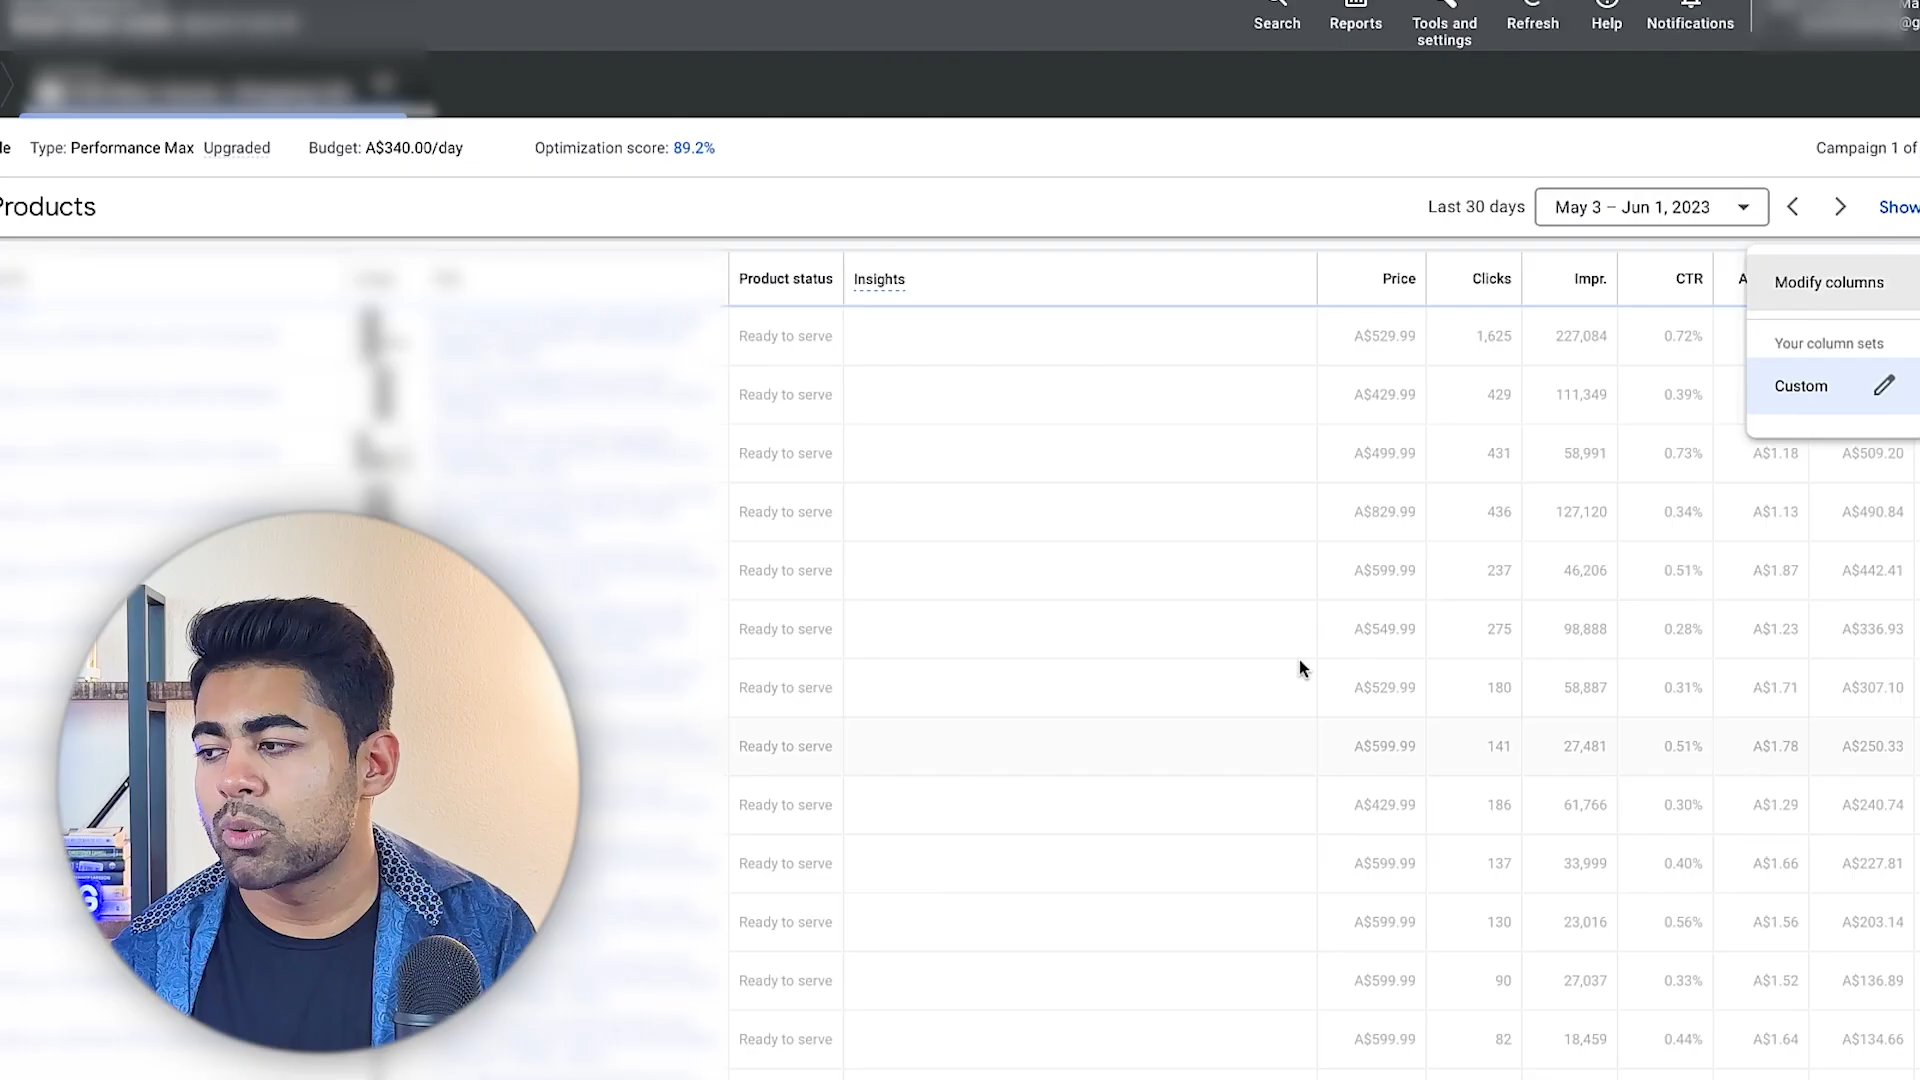 Search Reports Tools and settings Refresh Help Notifications
Type: Performance Max Upgraded Budget: A$340.00/day Optimization score: 89.2% Campaign 1 of
Products Last 30 days May 3 – Jun 1, 2023 Show
Product status Insights Price Clicks Impr. CTR A Modify columns
Ready to serve A$529.99 1,625 227,084 0.72% Your column sets
Ready to serve A$429.99 429 111,349 0.39% Custom
Ready to serve A$499.99 431 58,991 0.73% A$1.18 A$509.20
Ready to serve A$829.99 436 127,120 0.34% A$1.13 A$490.84
Ready to serve A$599.99 237 46,206 0.51% A$1.87 A$442.41
Ready to serve A$549.99 275 98,888 0.28% A$1.23 A$336.93
Ready to serve A$529.99 180 58,887 0.31% A$1.71 A$307.10
Ready to serve A$599.99 141 27,481 0.51% A$1.78 A$250.33
Ready to serve A$429.99 186 61,766 0.30% A$1.29 A$240.74
Ready to serve A$599.99 137 33,999 0.40% A$1.66 A$227.81
Ready to serve A$599.99 130 23,016 0.56% A$1.56 A$203.14
Ready to serve A$599.99 90 27,037 0.33% A$1.52 A$136.89
Ready to serve A$599.99 82 18,459 0.44% A$1.64 A$134.66